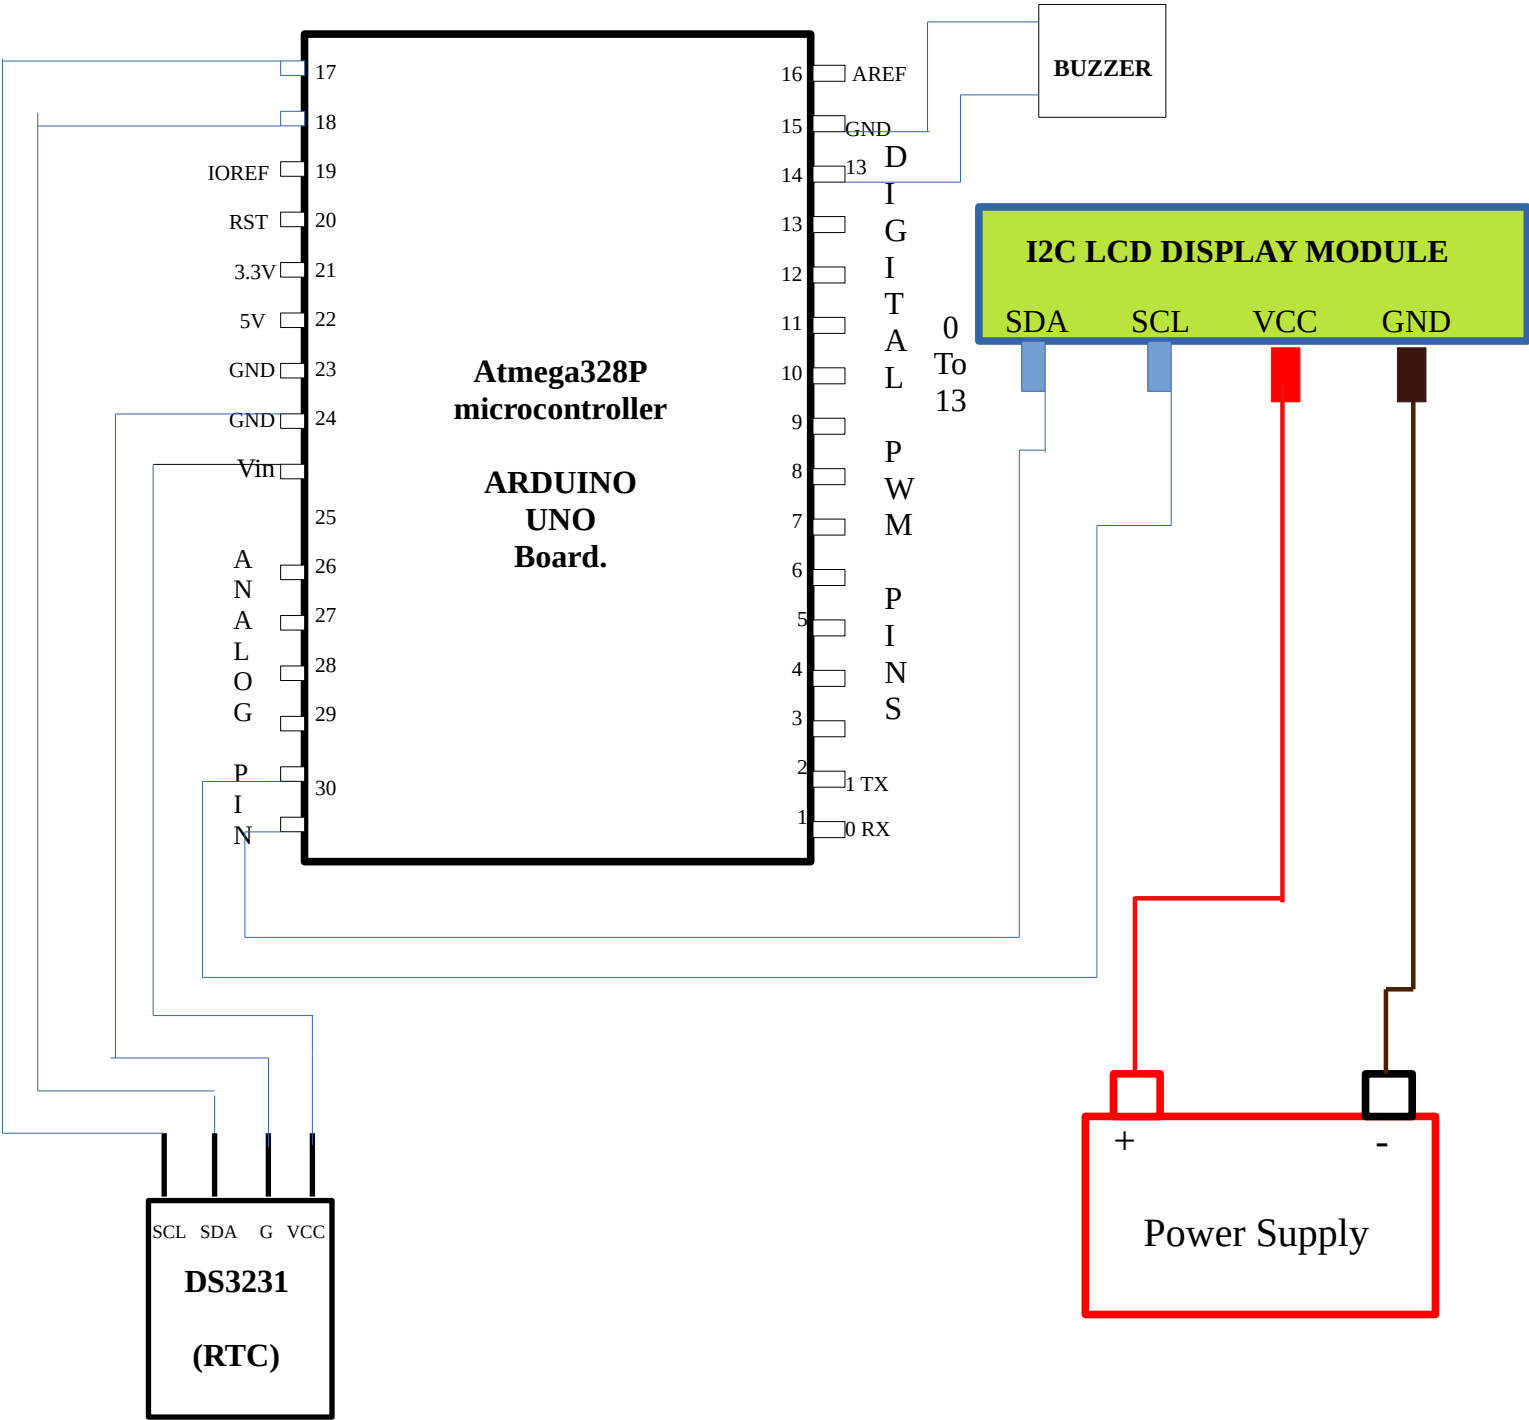 BUZZER
17
18
IOREF 19
RST 20
3.3V 21
5V 22
GND 23
GND 24
Vin
25
26
27
28
29
30
A
N
A
L
O
G
P
I
N
Atmega328P
microcontroller
ARDUINO
UNO
Board.
16 AREF
15 GND
14 13
13
12
11
10
9
8
7
6
5
4
3
2 1 TX
1 0 RX
D
I
G
I
T
A
L
P
W
M
P
I
N
S
0
To
13
I2C LCD DISPLAY MODULE
SDA SCL VCC GND
+ -
Power Supply
SCL SDA G VCC
DS3231
(RTC)